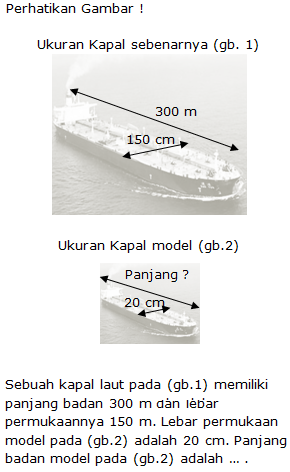 Perhatikan Gambar !
Ukuran Kapal sebenarnya (gb. 1)
300 m
150 cm
Ukuran Kapal model (gb.2)
Panjang ?
20 cm
Sebuah kapal laut pada (gb.1) memiliki
panjang badan 300 m dan lebar
permukaannya 150 m. Lebar permukaan
model pada (gb.2) adalah 20 cm. Panjang
badan model pada (gb.2) adalah ... .